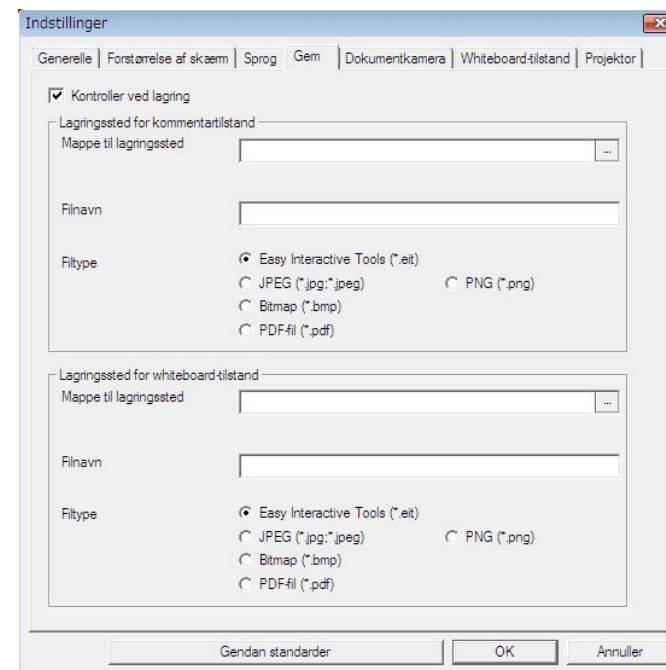 Indstillinger
Generelle Forstørrelse af skærm Sprog Gem Dokumentkamera Whiteboard-tilstand Projektor
Kontroller ved lagring
Lagringssted for kommentartilstand
Mappe til lagringssted ...
Filnavn
Filtype Easy Interactive Tools (*.eit)
JPEG (*.jpg;*.jpeg) PNG (*.png)
Bitmap (*.bmp)
PDF-fil (*.pdf)
Lagringssted for whiteboard-tilstand
Mappe til lagringssted ...
Filnavn
Filtype Easy Interactive Tools (*.eit)
JPEG (*.jpg;*.jpeg) PNG (*.png)
Bitmap (*.bmp)
PDF-fil (*.pdf)
Gendan standarder OK Annuller